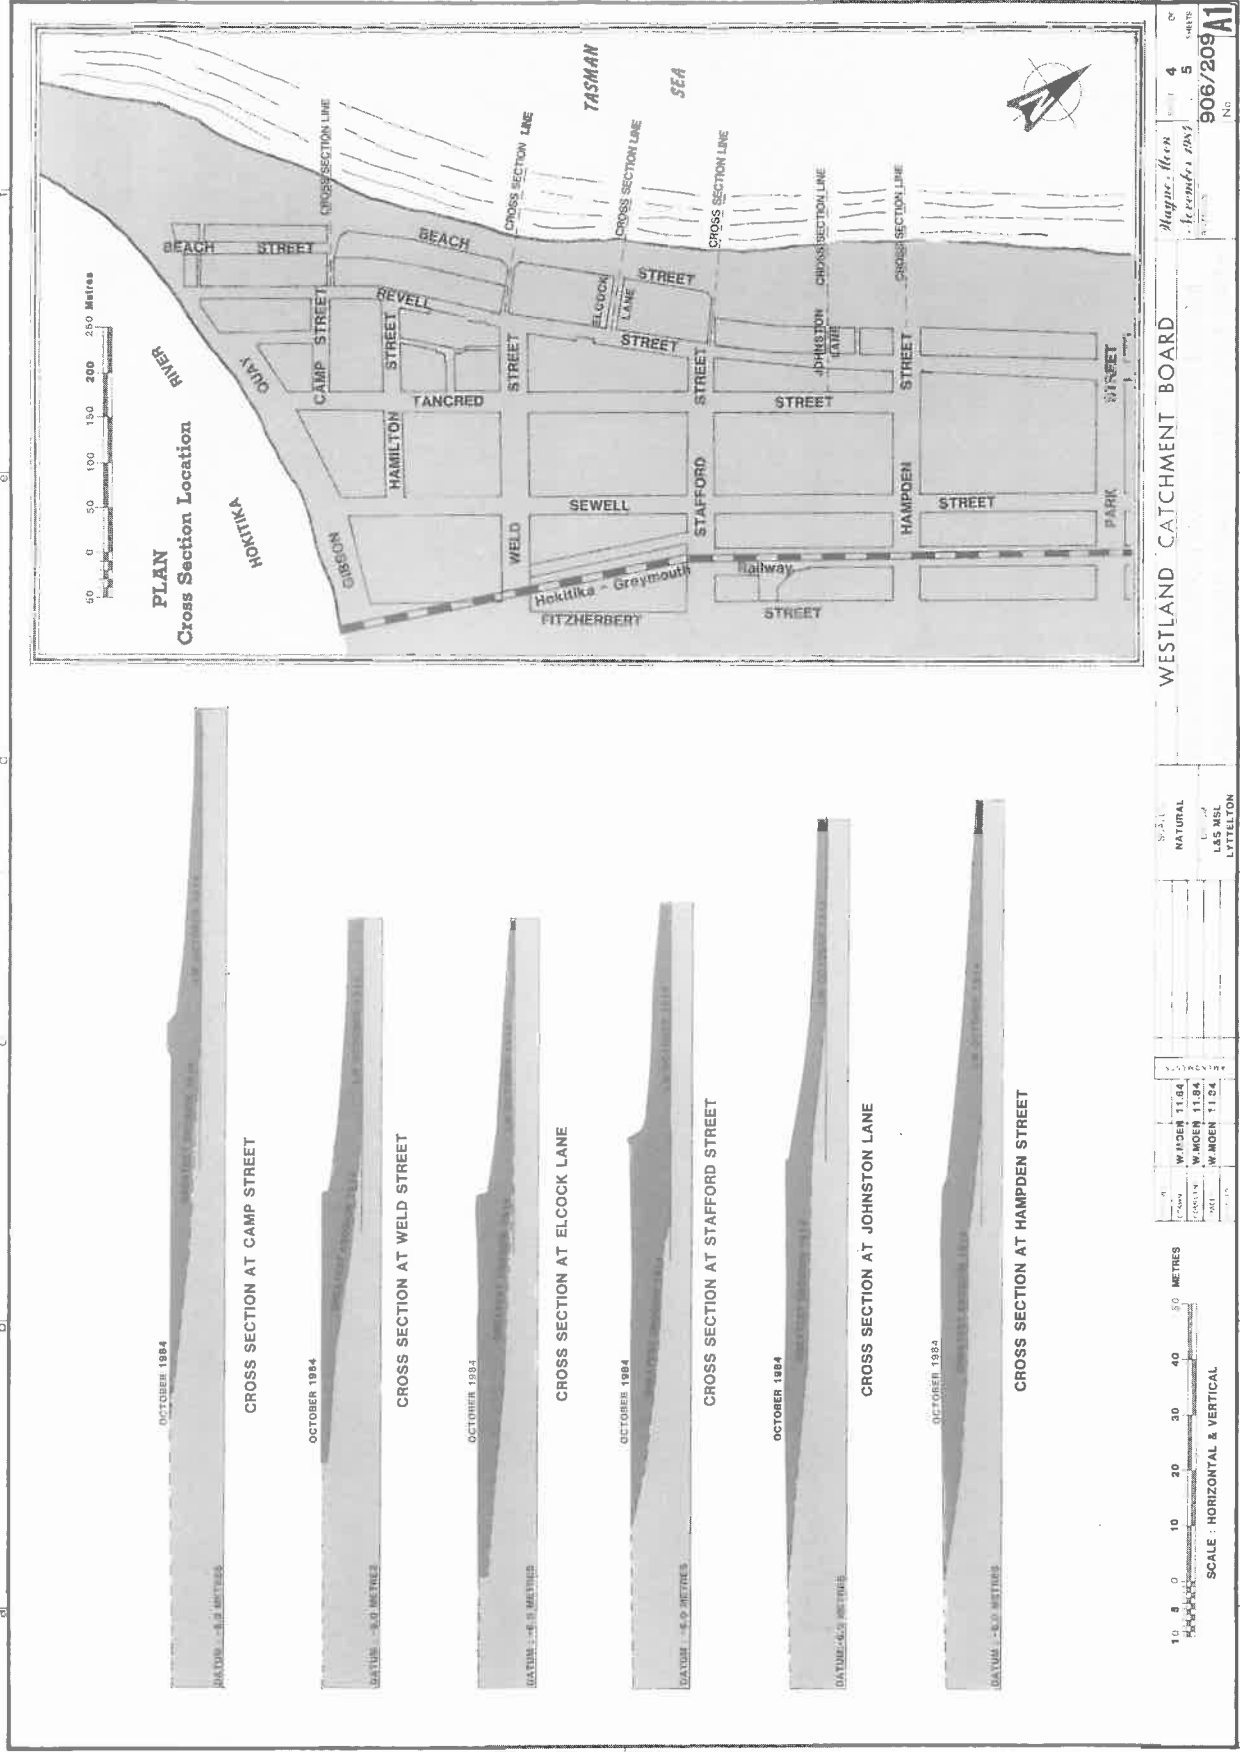 PLAN
Cross Section Location
50 0 50 100 150 200 250 Metres
HOKITIKA
RIVER
TASMAN
SEA
CROSS SECTION LINE
CROSS SECTION LINE
CROSS SECTION LINE
CROSS SECTION LINE
CROSS SECTION LINE
CROSS SECTION LINE
BEACH STREET
BEACH
STREET
REVELL
STREET
GIBSON
QUAY
CAMP STREET
HAMILTON STREET
TANCRED
STREET
WELD
STREET
ELCOCK
LANE
STAFFORD
STREET
JOHNSTON
LANE
HAMPDEN
STREET
SEWELL
STREET
PARK
STREET
Hokitika - Greymouth
Railway
FITZHERBERT
STREET
N
OCTOBER 1984
DATUM : -6.0 METRES
CROSS SECTION AT CAMP STREET
OCTOBER 1984
DATUM : -6.0 METRES
CROSS SECTION AT WELD STREET
OCTOBER 1984
DATUM : -6.0 METRES
CROSS SECTION AT ELCOCK LANE
OCTOBER 1984
DATUM : -6.0 METRES
CROSS SECTION AT STAFFORD STREET
OCTOBER 1984
DATUM : -6.0 METRES
CROSS SECTION AT JOHNSTON LANE
OCTOBER 1984
DATUM : -6.0 METRES
CROSS SECTION AT HAMPDEN STREET
10 5 0 10 20 30 40 50 METRES
SCALE : HORIZONTAL & VERTICAL
W.MOEN 11.84
W.MOEN 11.84
W.MOEN 11.84
NATURAL
L&S MSL
LYTTELTON
WESTLAND CATCHMENT BOARD
4 OF
5 SHEETS
No
906/209
A1